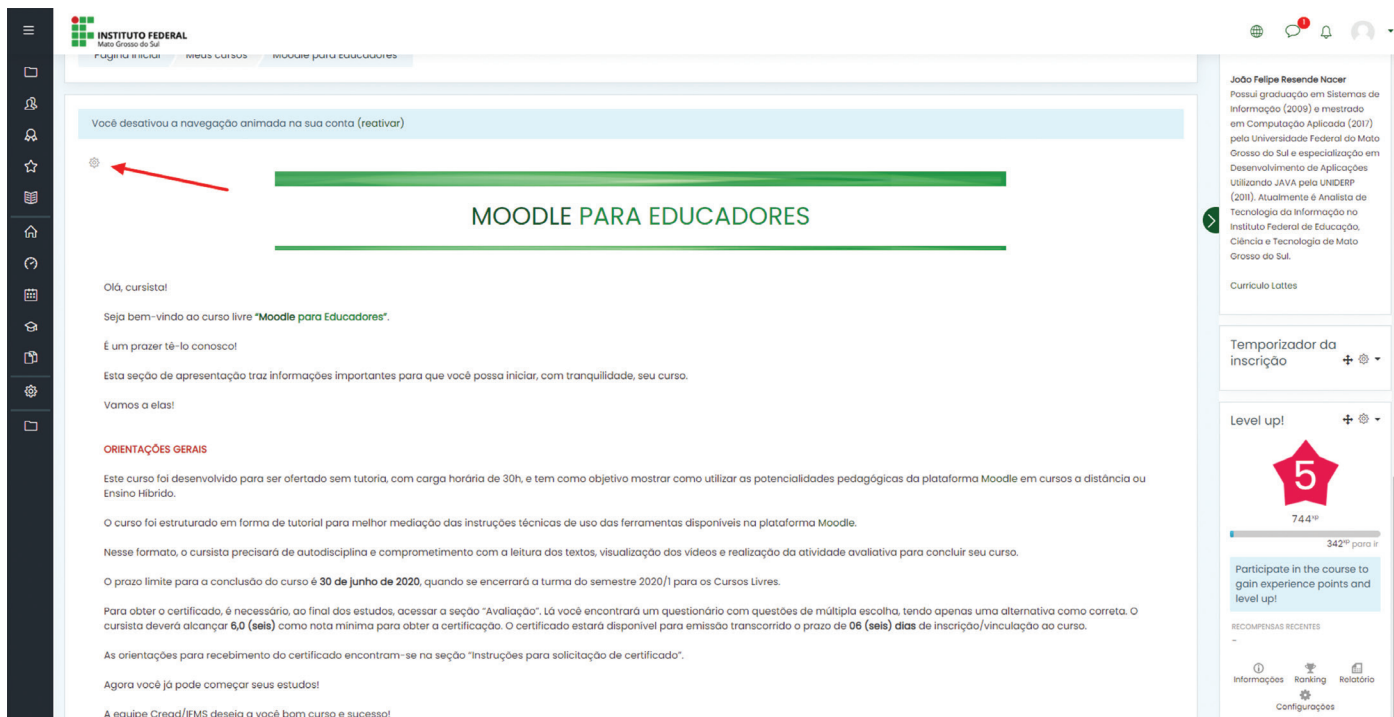 INSTITUTO FEDERAL
Mato Grosso do Sul
1
Página inicial
Meus cursos
Moodle para Educadores
Você desativou a navegação animada na sua conta (reativar)
MOODLE PARA EDUCADORES
Olá, cursista!
Seja bem-vindo ao curso livre “Moodle para Educadores”.
É um prazer tê-lo conosco!
Esta seção de apresentação traz informações importantes para que você possa iniciar, com tranquilidade, seu curso.
Vamos a elas!
ORIENTAÇÕES GERAIS
Este curso foi desenvolvido para ser ofertado sem tutoria, com carga horária de 30h, e tem como objetivo mostrar como utilizar as potencialidades pedagógicas da plataforma Moodle em cursos a distância ou
Ensino Híbrido.
O curso foi estruturado em forma de tutorial para melhor mediação das instruções técnicas de uso das ferramentas disponíveis na plataforma Moodle.
Nesse formato, o cursista precisará de autodisciplina e comprometimento com a leitura dos textos, visualização dos vídeos e realização da atividade avaliativa para concluir seu curso.
O prazo limite para a conclusão do curso é 30 de junho de 2020, quando se encerrará a turma do semestre 2020/1 para os Cursos Livres.
Para obter o certificado, é necessário, ao final dos estudos, acessar a seção “Avaliação”. Lá você encontrará um questionário com questões de múltipla escolha, tendo apenas uma alternativa como correta. O
cursista deverá alcançar 6,0 (seis) como nota mínima para obter a certificação. O certificado estará disponível para emissão transcorrido o prazo de 06 (seis) dias de inscrição/vinculação ao curso.
As orientações para recebimento do certificado encontram-se na seção “Instruções para solicitação de certificado”.
Agora você já pode começar seus estudos!
A equipe Cread/IFMS deseja a você bom curso e sucesso!
João Felipe Resende Nacer
Possui graduação em Sistemas de
Informação (2009) e mestrado
em Computação Aplicada (2017)
pela Universidade Federal do Mato
Grosso do Sul e especialização em
Desenvolvimento de Aplicações
Utilizando JAVA pela UNIDERP
(2011). Atualmente é Analista de
Tecnologia da Informação no
Instituto Federal de Educação,
Ciência e Tecnologia de Mato
Grosso do Sul.
Currículo Lattes
Temporizador da
inscrição
Level up!
5
744xp
342xp para ir
Participate in the course to
gain experience points and
level up!
RECOMPENSAS RECENTES
-
Informações
Ranking
Relatório
Configurações